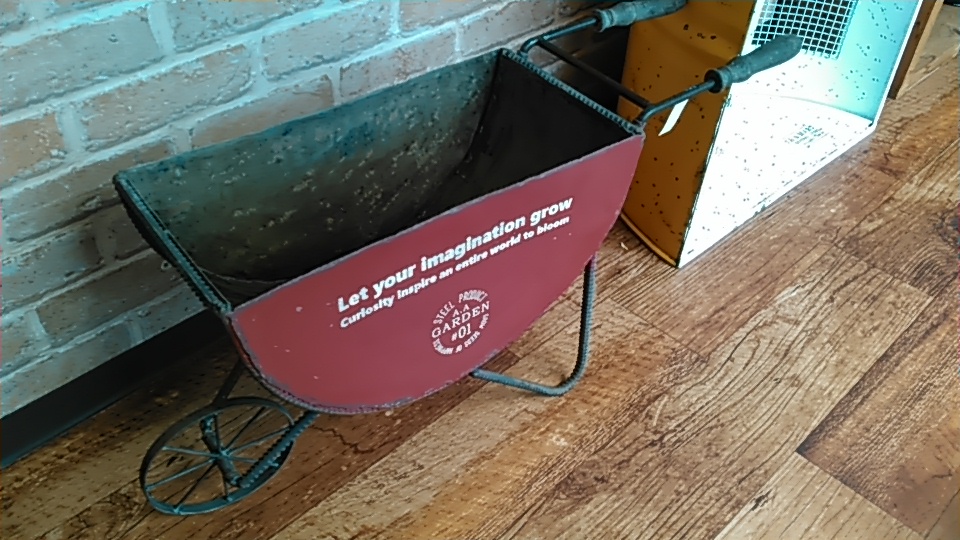 Let your imagination grow
Curiosity inspire an entire world to bloom
STEEL PRODUCT
A.A
GARDEN
#01